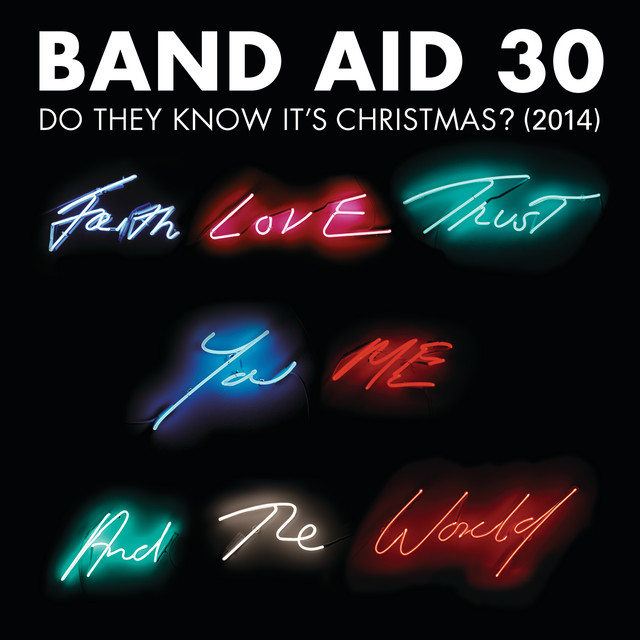 BAND AID 30
DO THEY KNOW IT'S CHRISTMAS? (2014)
Faith LOVE TRUST
You ME
And The World